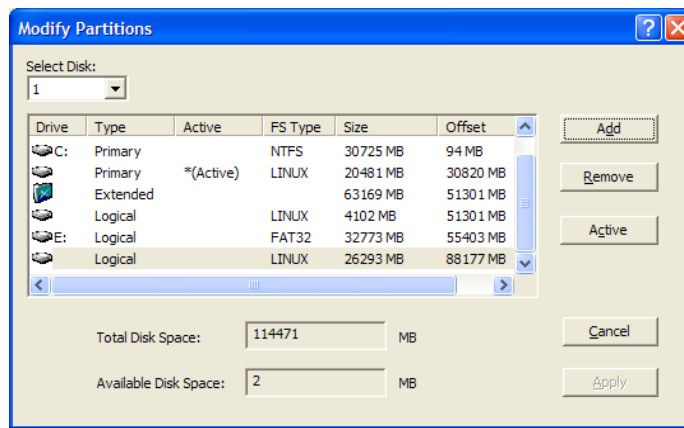 Modify Partitions
Select Disk:
1
Drive Type Active FS Type Size Offset
C: Primary NTFS 30725 MB 94 MB
Primary *(Active) LINUX 20481 MB 30820 MB
Extended 63169 MB 51301 MB
Logical LINUX 4102 MB 51301 MB
E: Logical FAT32 32773 MB 55403 MB
Logical LINUX 26293 MB 88177 MB
Add
Remove
Active
Total Disk Space: 114471 MB
Cancel
Available Disk Space: 2 MB
Apply